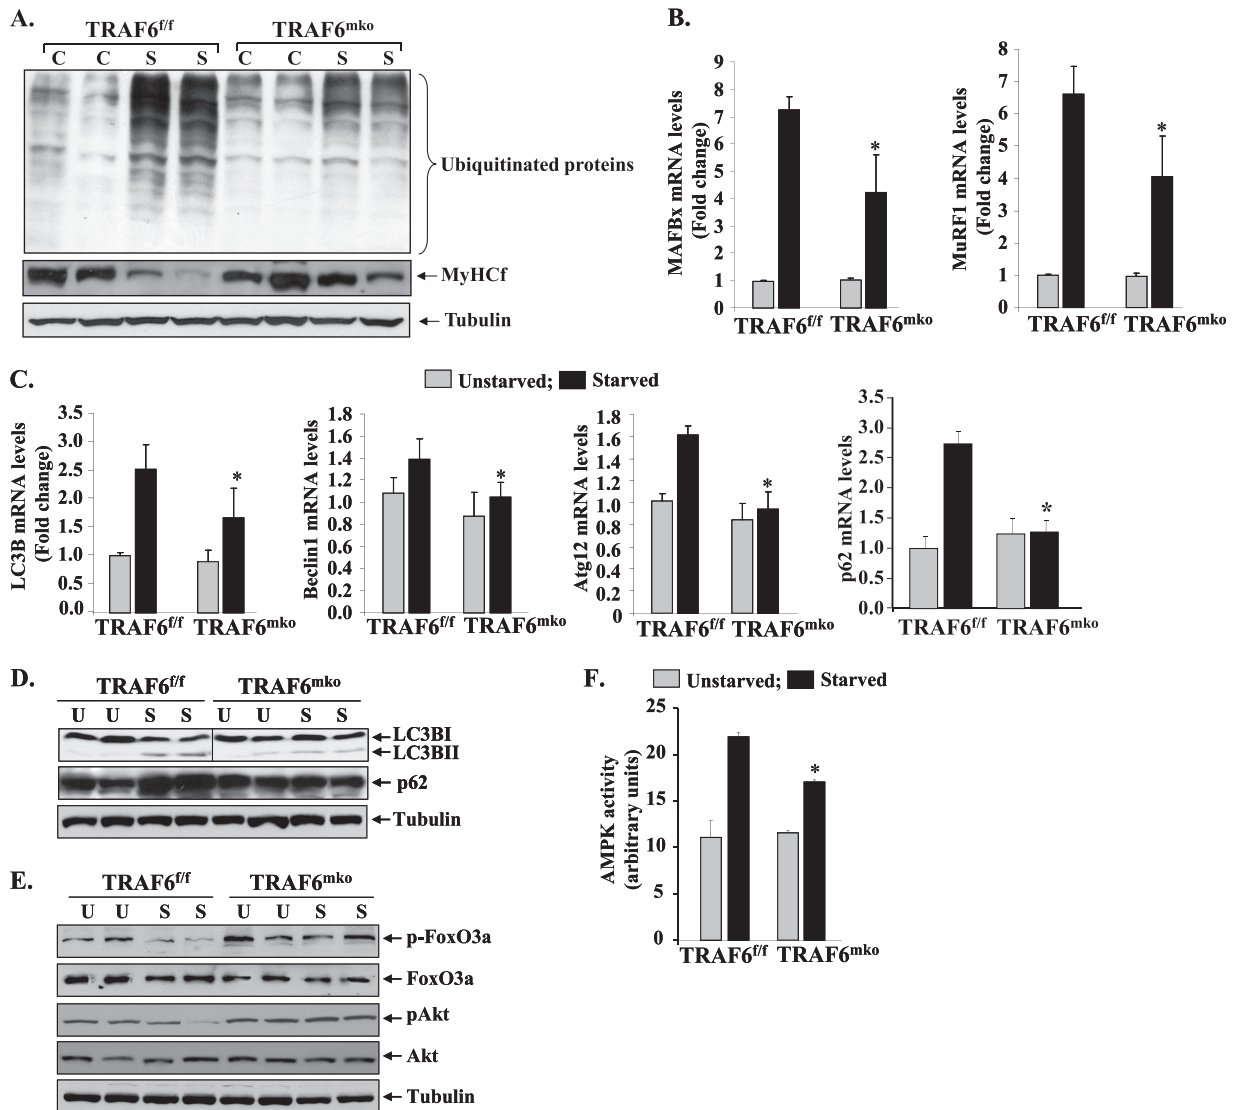 A.
TRAF6f/f TRAF6mko
C C S S C C S S
Ubiquitinated proteins
MyHCf
Tubulin
B.
MAFBx mRNA levels
(Fold change)
9
8
7
6
5
4
3
2
1
0
*
TRAF6f/f TRAF6mko
MuRF1 mRNA levels
(Fold change)
8
7
6
5
4
3
2
1
0
*
TRAF6f/f TRAF6mko
C.
Unstarved; Starved
LC3B mRNA levels
(Fold change)
3.5
3.0
2.5
2.0
1.5
1.0
0.5
0.0
*
TRAF6f/f TRAF6mko
Beclin1 mRNA levels
1.8
1.6
1.4
1.2
1.0
0.8
0.6
0.4
0.2
0.0
*
TRAF6f/f TRAF6mko
Atg12 mRNA levels
1.8
1.6
1.4
1.2
1.0
0.8
0.6
0.4
0.2
0
*
TRAF6f/f TRAF6mko
p62 mRNA levels
3.5
3.0
2.5
2.0
1.5
1.0
0.5
0.0
*
TRAF6f/f TRAF6mko
D.
TRAF6f/f TRAF6mko
U U S S U U S S
LC3BI
LC3BII
p62
Tubulin
E.
TRAF6f/f TRAF6mko
U U S S U U S S
p-FoxO3a
FoxO3a
pAkt
Akt
Tubulin
F.
Unstarved; Starved
AMPK activity
(arbitrary units)
25
20
15
10
5
0
*
TRAF6f/f TRAF6mko